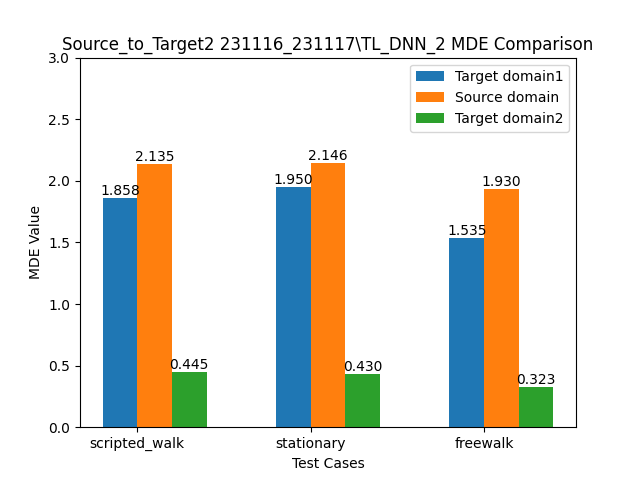 Source_to_Target2 231116_231117\TL_DNN_2 MDE Comparison
Target domain1
Source domain
Target domain2
MDE Value
3.0
2.5
2.0
1.5
1.0
0.5
0.0
1.858
2.135
0.445
1.950
2.146
0.430
1.535
1.930
0.323
scripted_walk
stationary
freewalk
Test Cases